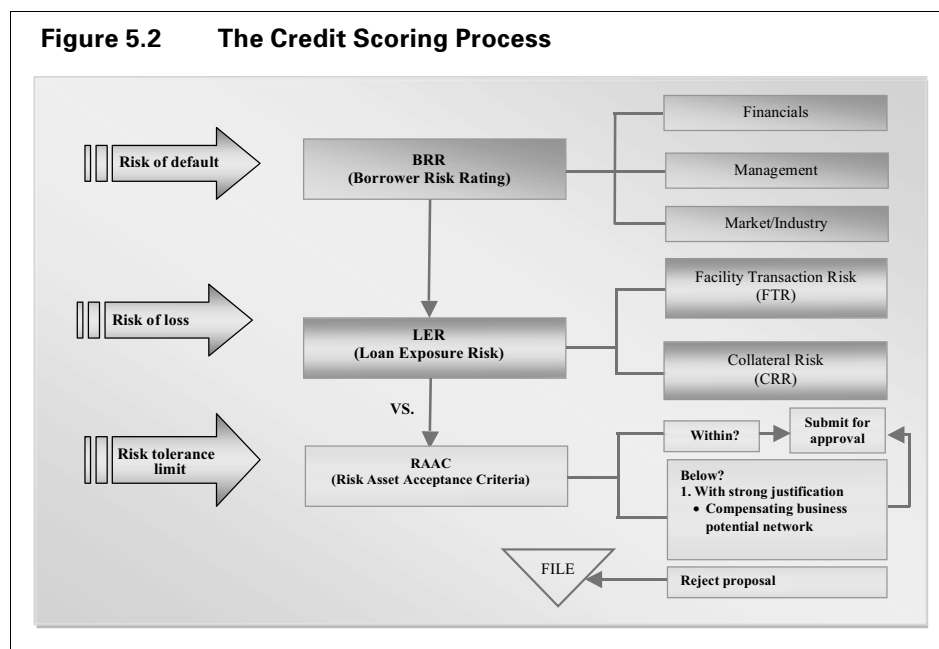 Figure 5.2 The Credit Scoring Process
Risk of default
BRR
(Borrower Risk Rating)
Financials
Management
Market/Industry
Risk of loss
LER
(Loan Exposure Risk)
Facility Transaction Risk
(FTR)
Collateral Risk
(CRR)
VS.
Risk tolerance
limit
RAAC
(Risk Asset Acceptance Criteria)
Within?
Submit for
approval
Below?
1. With strong justification
• Compensating business
potential network
FILE
Reject proposal